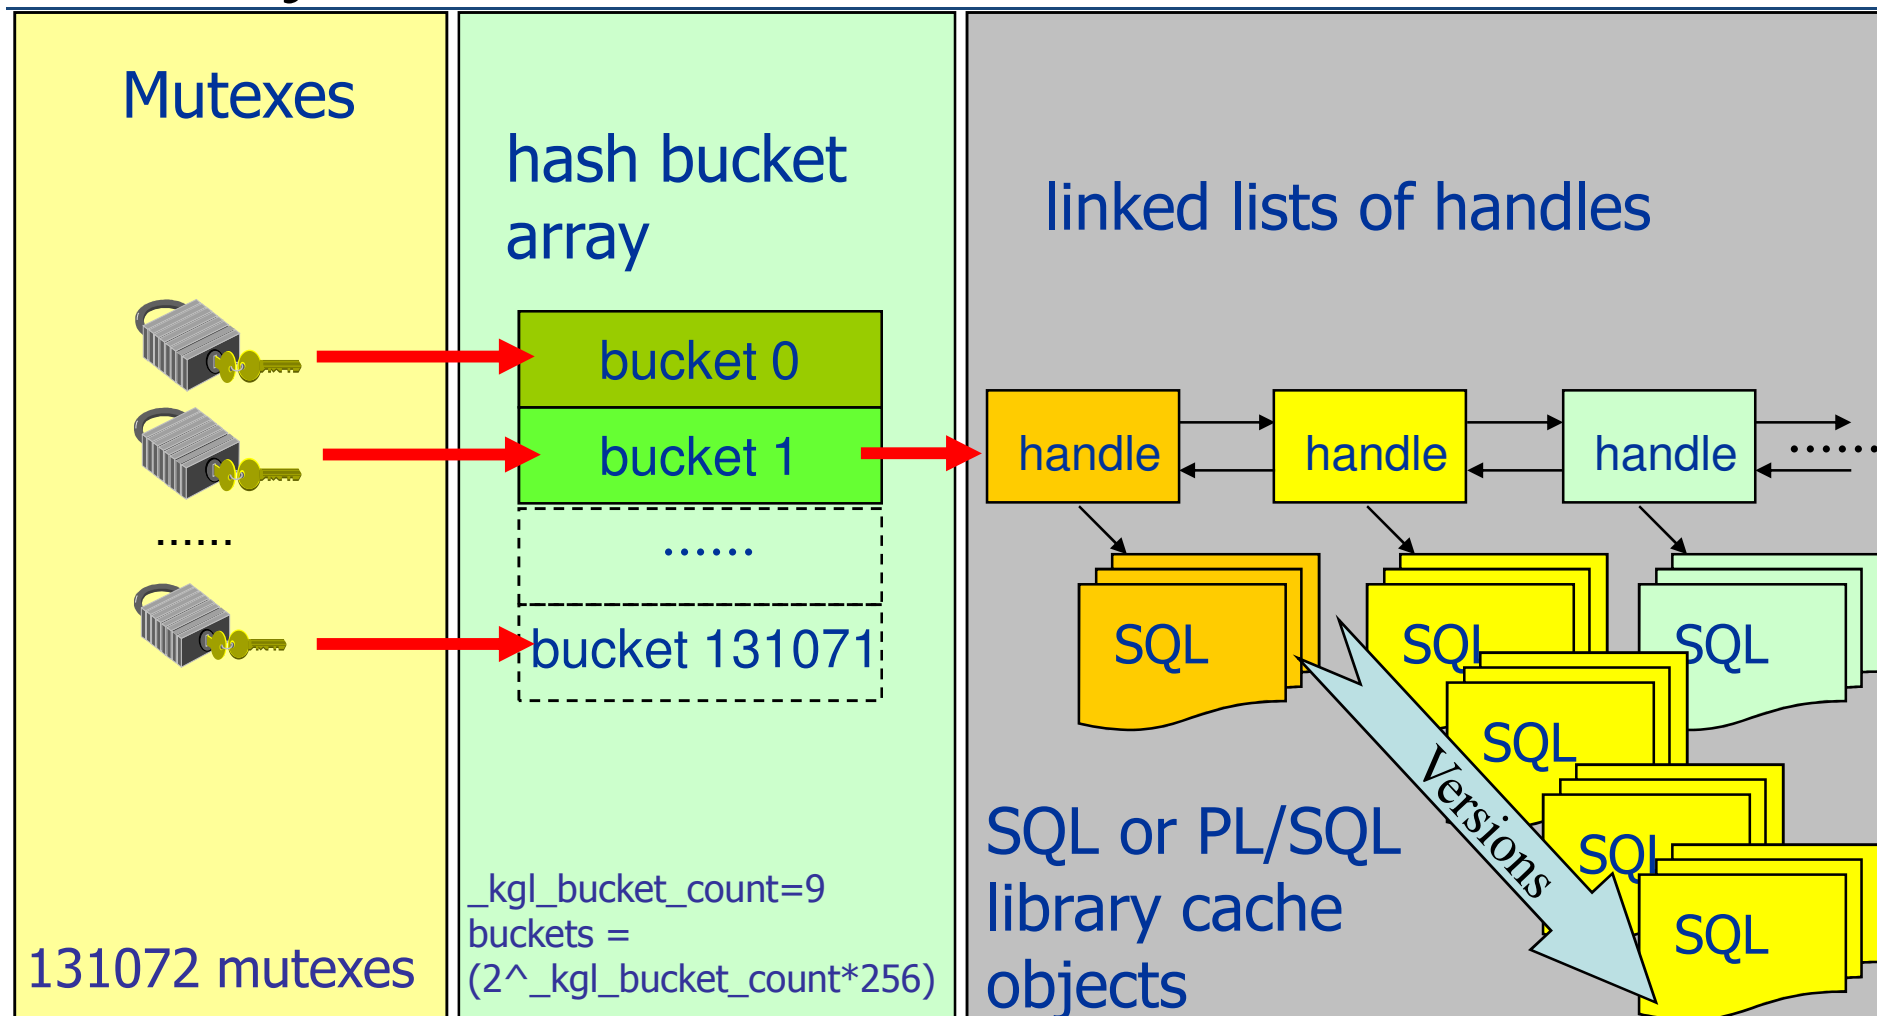 Mutexes
131072 mutexes
hash bucket
array
bucket 0
bucket 1
......
bucket 131071
_kgl_bucket_count=9
buckets =
(2^_kgl_bucket_count*256)
linked lists of handles
handle
handle
handle
......
SQL
SQL
SQL
SQL
SQL
SQL
Versions
SQL or PL/SQL
library cache
objects